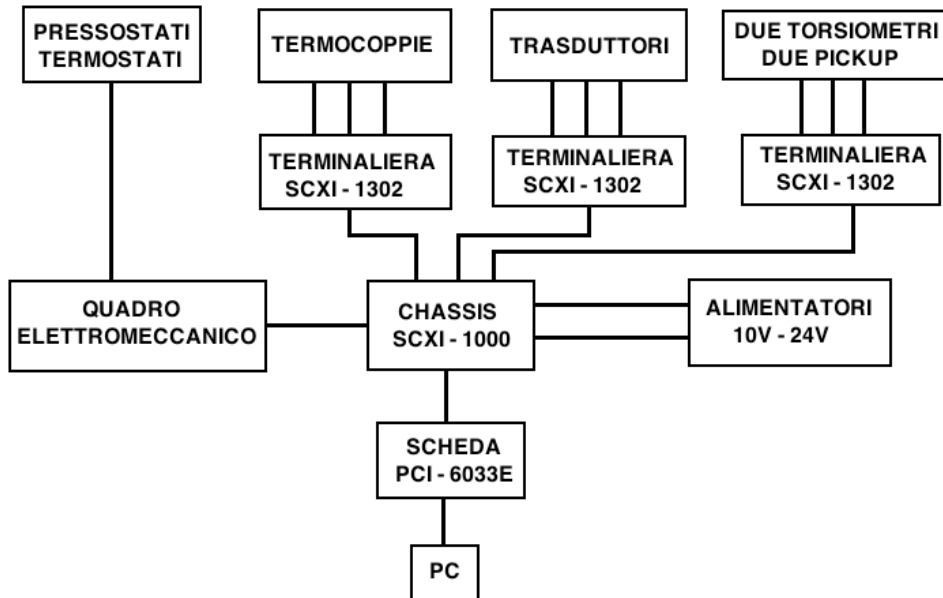 PRESSOSTATI
TERMOSTATI
TERMOCOPPIE
TRASDUTTORI
DUE TORSIOMETRI
DUE PICKUP
TERMINALIERA
SCXI - 1302
TERMINALIERA
SCXI - 1302
TERMINALIERA
SCXI - 1302
QUADRO
ELETTROMECCANICO
CHASSIS
SCXI - 1000
ALIMENTATORI
10V - 24V
SCHEDA
PCI - 6033E
PC